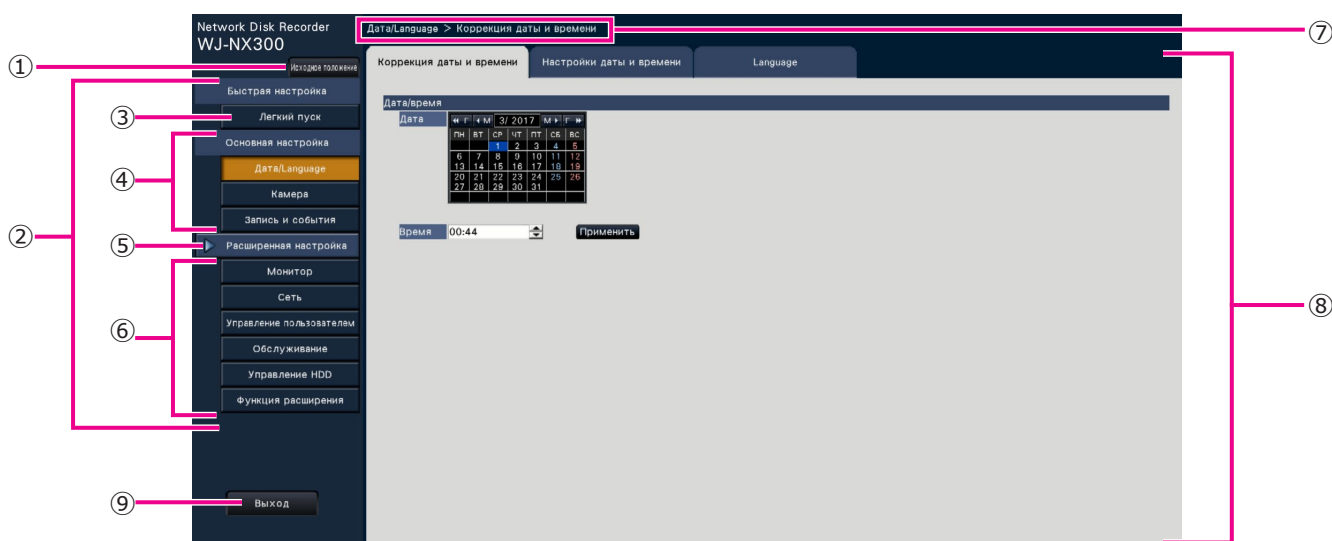 Network Disk Recorder
WJ-NX300
Дата/Language > Коррекция даты и времени
⑦
①
Исходное положение
Коррекция даты и времени
Настройки даты и времени
Language
⑧
②
Быстрая настройка
③
Легкий пуск
④
Основная настройка
Дата/Language
Камера
Запись и события
⑤
Расширенная настройка
⑥
Монитор
Сеть
Управление пользователем
Обслуживание
Управление HDD
Функция расширения
⑨
Выход
Дата/время
Дата
Г М 3/ 2017 М Г
ПН ВТ СР ЧТ ПТ СБ ВС
1 2 3 4 5
6 7 8 9 10 11 12
13 14 15 16 17 18 19
20 21 22 23 24 25 26
27 28 29 30 31
Время 00:44 Применить